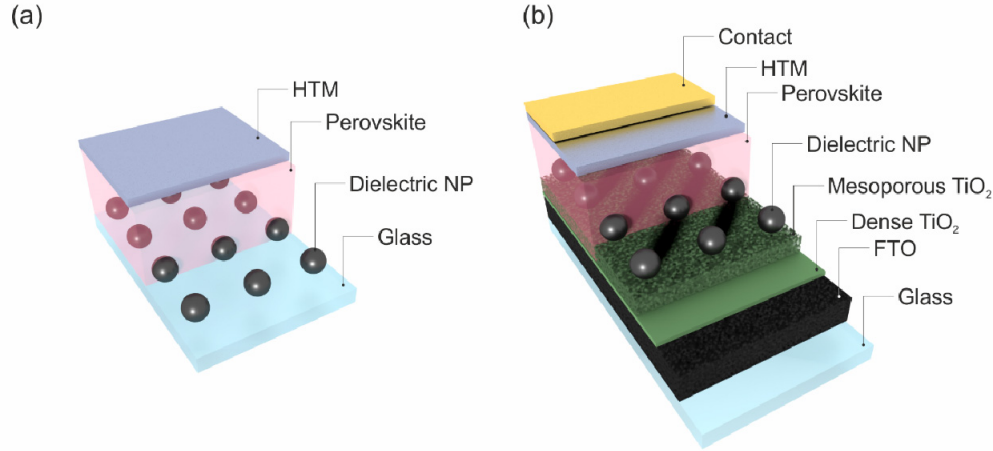 (a)
HTM
Perovskite
Dielectric NP
Glass
(b)
Contact
HTM
Perovskite
Dielectric NP
Mesoporous TiO₂
Dense TiO₂
FTO
Glass